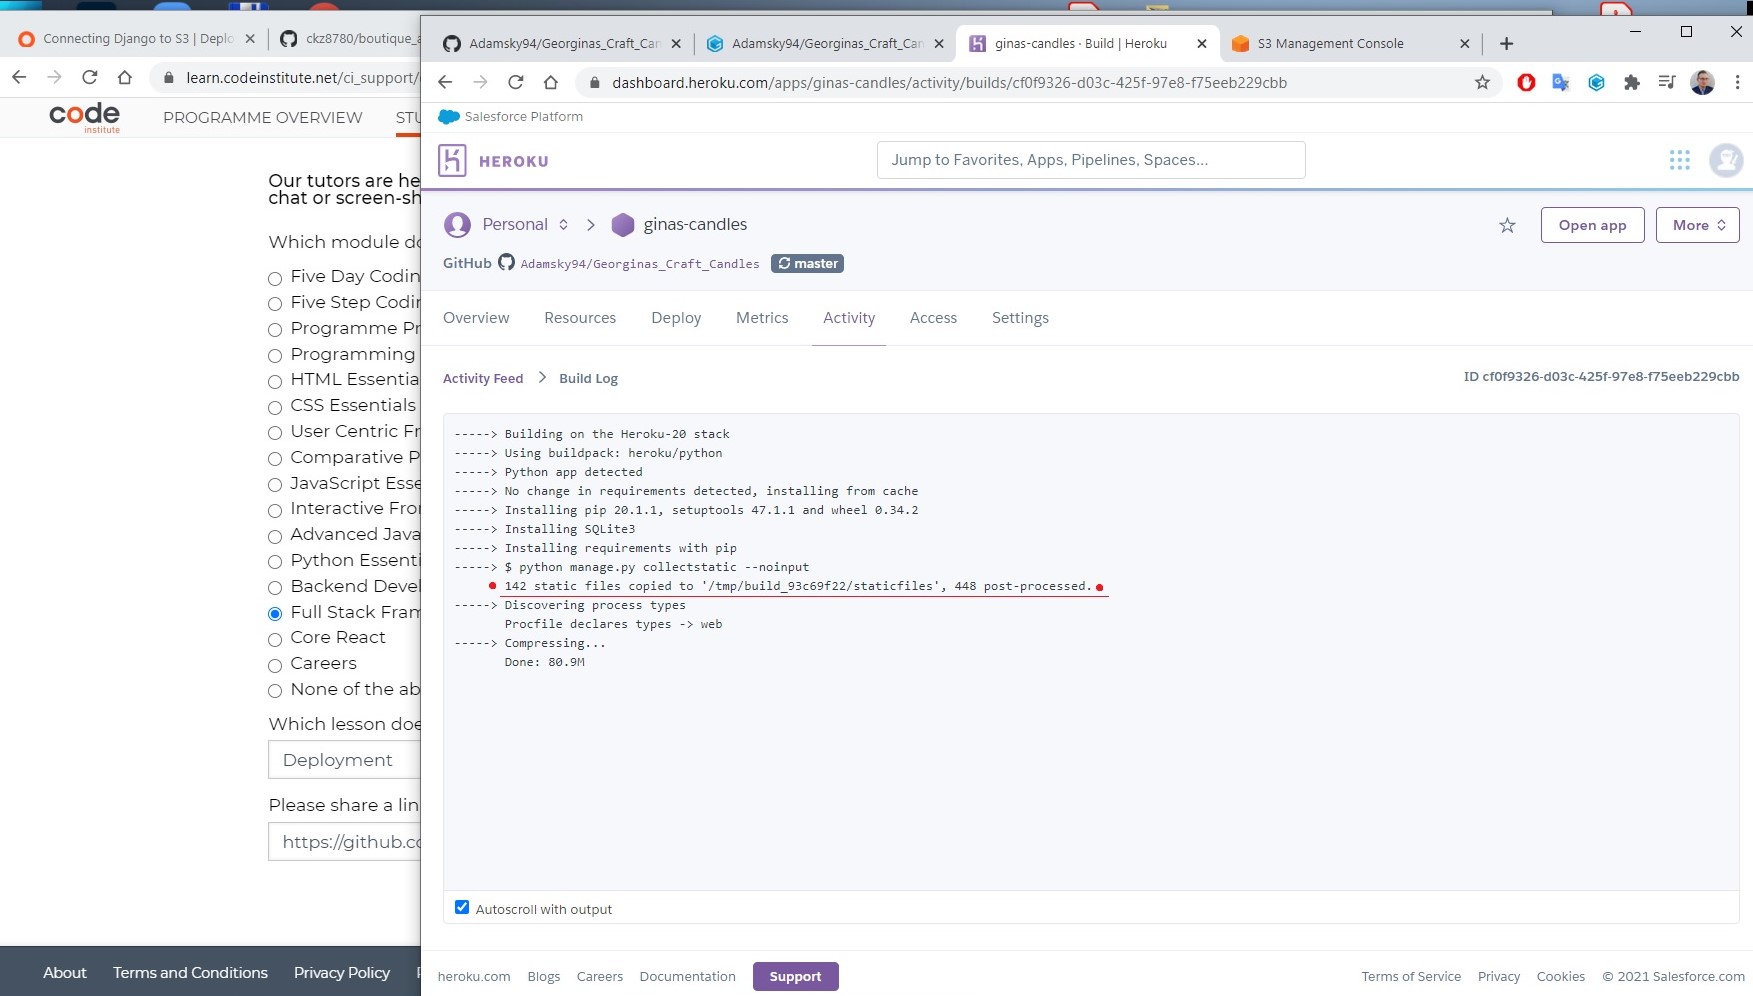 Connecting Django to S3 | Deplo
ckz8780/boutique_a
learn.codeinstitute.net/ci_support/
code
institute
PROGRAMME OVERVIEW
STU
Our tutors are he
chat or screen-sh
Which module do
Five Day Codin
Five Step Codin
Programme Pr
Programming
HTML Essentia
CSS Essentials
User Centric Fr
Comparative P
JavaScript Esse
Interactive Fron
Advanced Java
Python Essenti
Backend Devel
Full Stack Fram
Core React
Careers
None of the ab
Which lesson doe
Deployment
Please share a lin
https://github.co
About Terms and Conditions Privacy Policy
Adamsky94/Georginas_Craft_Can
Adamsky94/Georginas_Craft_Can
ginas-candles · Build | Heroku
S3 Management Console
dashboard.heroku.com/apps/ginas-candles/activity/builds/cf0f9326-d03c-425f-97e8-f75eeb229cbb
Salesforce Platform
HEROKU
Jump to Favorites, Apps, Pipelines, Spaces...
Personal
ginas-candles
Open app
More
GitHub Adamsky94/Georginas_Craft_Candles master
Overview Resources Deploy Metrics Activity Access Settings
Activity Feed > Build Log
ID cf0f9326-d03c-425f-97e8-f75eeb229cbb
-----> Building on the Heroku-20 stack
-----> Using buildpack: heroku/python
-----> Python app detected
-----> No change in requirements detected, installing from cache
-----> Installing pip 20.1.1, setuptools 47.1.1 and wheel 0.34.2
-----> Installing SQLite3
-----> Installing requirements with pip
-----> $ python manage.py collectstatic --noinput
142 static files copied to '/tmp/build_93c69f22/staticfiles', 448 post-processed.
-----> Discovering process types
Procfile declares types -> web
-----> Compressing...
Done: 80.9M
Autoscroll with output
heroku.com Blogs Careers Documentation Support
Terms of Service Privacy Cookies © 2021 Salesforce.com